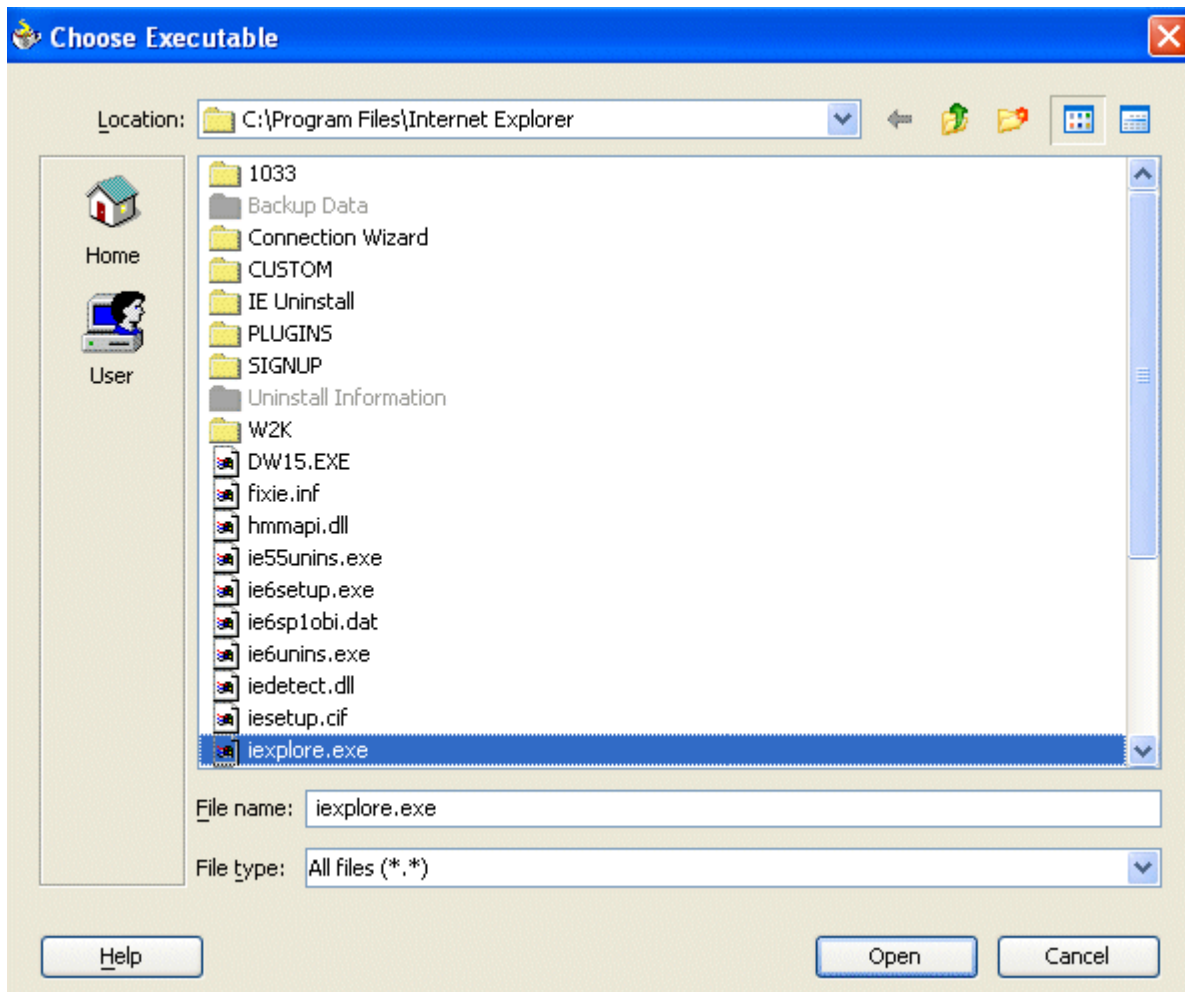 Choose Executable
Location: C:\Program Files\Internet Explorer
Home
User
1033
Backup Data
Connection Wizard
CUSTOM
IE Uninstall
PLUGINS
SIGNUP
Uninstall Information
W2K
DW15.EXE
fixie.inf
hmmapi.dll
ie55unins.exe
ie6setup.exe
ie6sp1obi.dat
ie6unins.exe
iedetect.dll
iesetup.cif
iexplore.exe
File name: iexplore.exe
File type: All files (*.*)
Help Open Cancel